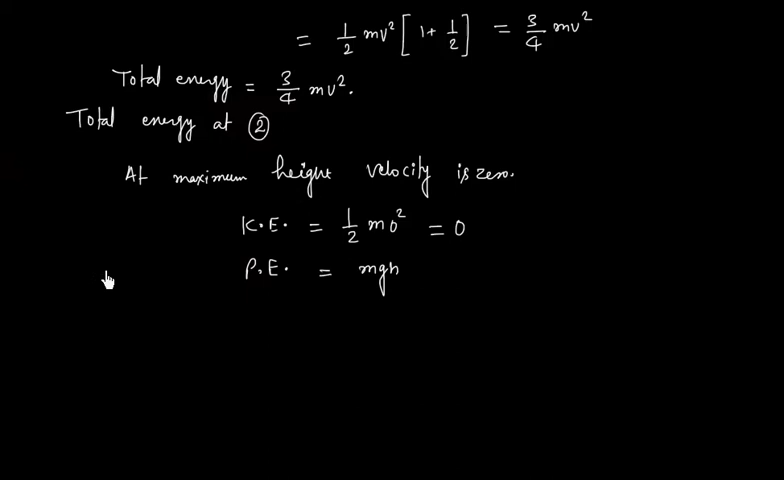 = 1/2 mv² [1 + 1/2] = 3/4 mv²
Total energy = 3/4 mv².
Total energy at ②
At maximum height velocity is zero.
K.E. = 1/2 m0² = 0
P.E. = mgh